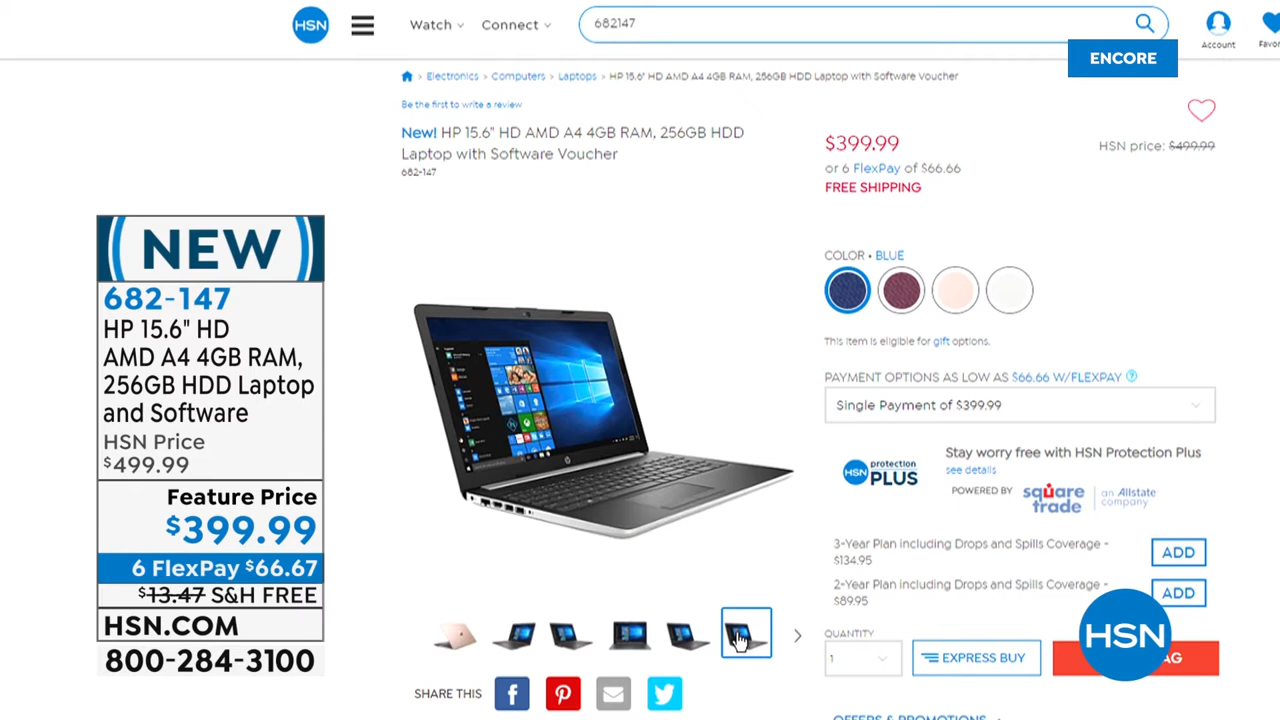 HSN
Watch
Connect
682147
Account
ENCORE
Electronics > Computers > Laptops > HP 15.6" HD AMD A4 4GB RAM, 256GB HDD Laptop with Software Voucher
Be the first to write a review
New! HP 15.6" HD AMD A4 4GB RAM, 256GB HDD
Laptop with Software Voucher
682-147
$399.99
HSN price: $499.99
or 6 FlexPay of $66.66
FREE SHIPPING
COLOR • BLUE
This item is eligible for gift options.
PAYMENT OPTIONS AS LOW AS $66.66 W/FLEXPAY ?
Single Payment of $399.99
HSN protection PLUS
Stay worry free with HSN Protection Plus
see details
POWERED BY square trade | an Allstate company
3-Year Plan including Drops and Spills Coverage -
$134.95
ADD
2-Year Plan including Drops and Spills Coverage -
$89.95
ADD
QUANTITY
1
EXPRESS BUY
HSN
SHARE THIS
OFFERS & PROMOTIONS
NEW
682-147
HP 15.6" HD
AMD A4 4GB RAM,
256GB HDD Laptop
and Software
HSN Price
$499.99
Feature Price
$399.99
6 FlexPay $66.67
$13.47 S&H FREE
HSN.COM
800-284-3100